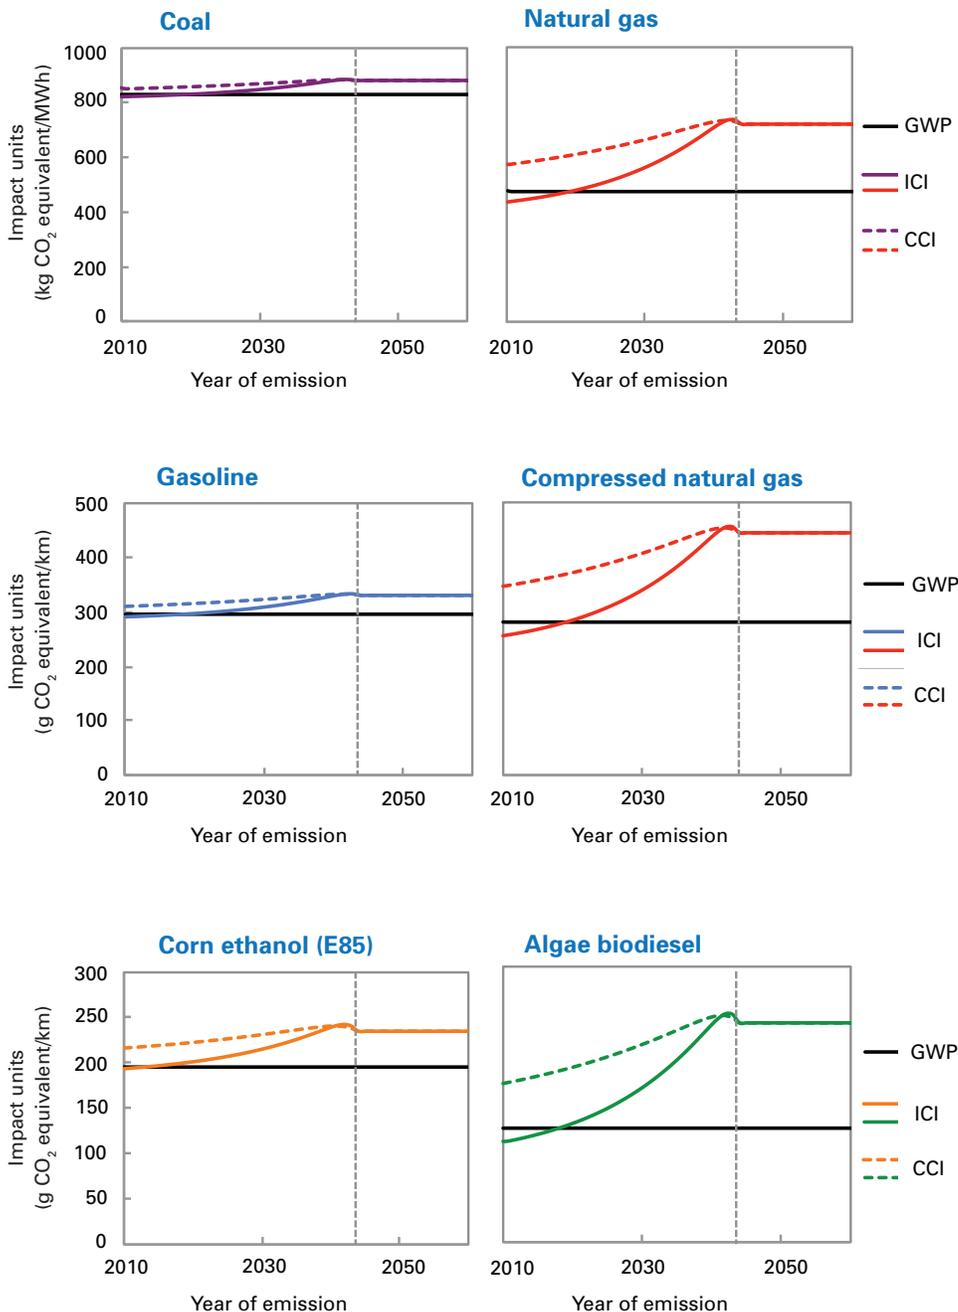 Coal
Natural gas
Impact units
(kg CO₂ equivalent/MWh)
1000
800
600
400
200
0
2010
2030
2050
Year of emission
2010
2030
2050
Year of emission
GWP
ICI
CCI
Gasoline
Compressed natural gas
Impact units
(g CO₂ equivalent/km)
500
400
300
200
100
0
2010
2030
2050
Year of emission
2010
2030
2050
Year of emission
GWP
ICI
CCI
Corn ethanol (E85)
Algae biodiesel
Impact units
(g CO₂ equivalent/km)
300
250
200
150
100
50
0
2010
2030
2050
Year of emission
2010
2030
2050
Year of emission
GWP
ICI
CCI